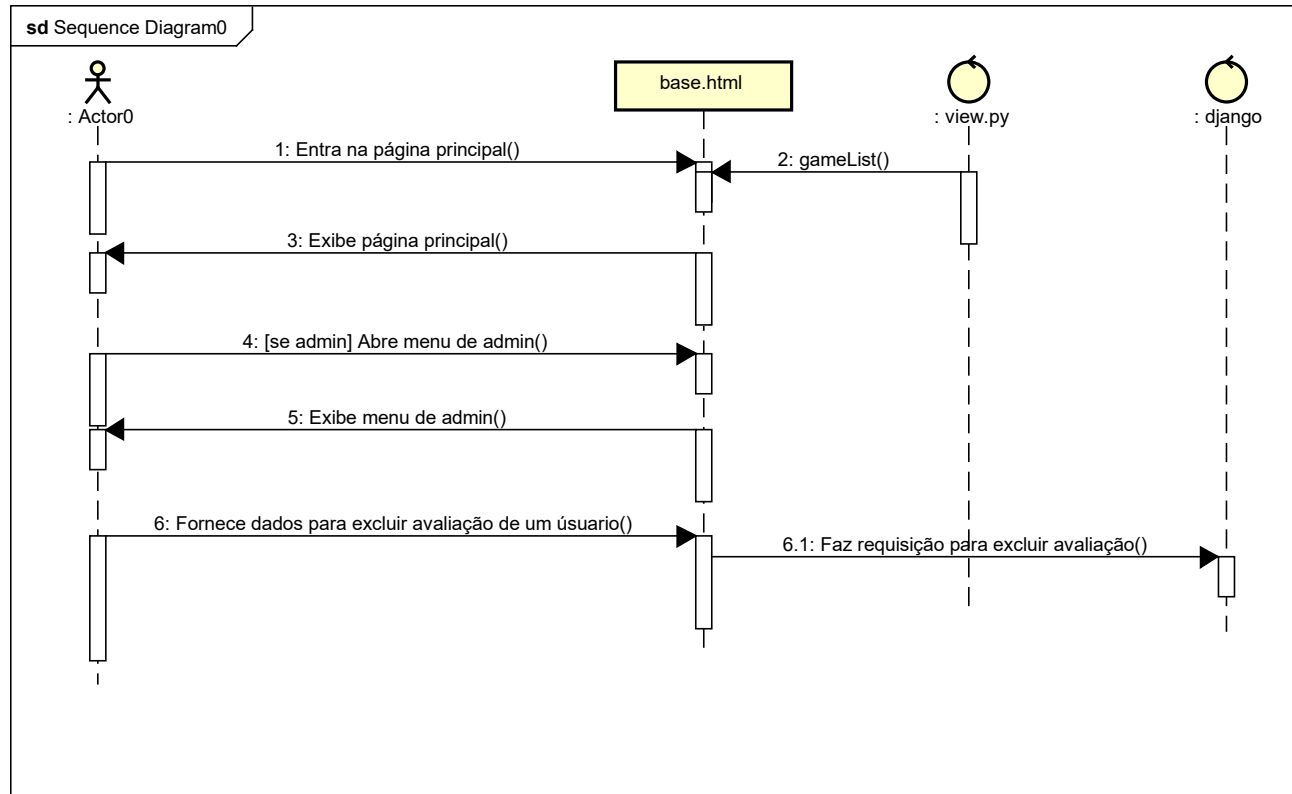 sd Sequence Diagram0
: Actor0
base.html
: view.py
: django
1: Entra na página principal()
2: gameList()
3: Exibe página principal()
4: [se admin] Abre menu de admin()
5: Exibe menu de admin()
6: Fornece dados para excluir avaliação de um úsuario()
6.1: Faz requisição para excluir avaliação()